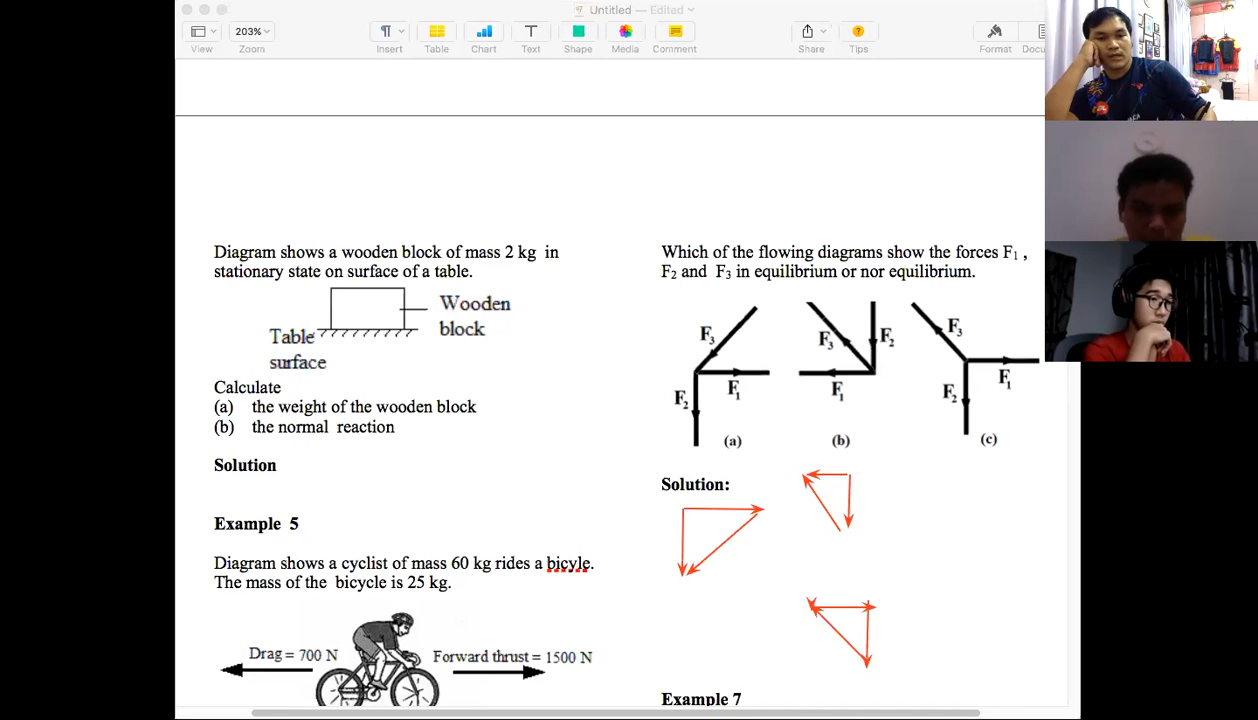 Untitled — Edited
203%
View
Zoom
Insert
Table
Chart
Text
Shape
Media
Comment
Share
Tips
Format
Docu
Diagram shows a wooden block of mass 2 kg in
stationary state on surface of a table.
Wooden
block
Table
surface
Calculate
(a) the weight of the wooden block
(b) the normal reaction
Solution
Example 5
Diagram shows a cyclist of mass 60 kg rides a bicyle.
The mass of the bicycle is 25 kg.
Drag = 700 N
Forward thrust = 1500 N
Which of the flowing diagrams show the forces F₁ ,
F₂ and F₃ in equilibrium or nor equilibrium.
F₃
F₂
F₁
(a)
F₃
F₂
F₁
(b)
F₃
F₂
F₁
(c)
Solution:
Example 7